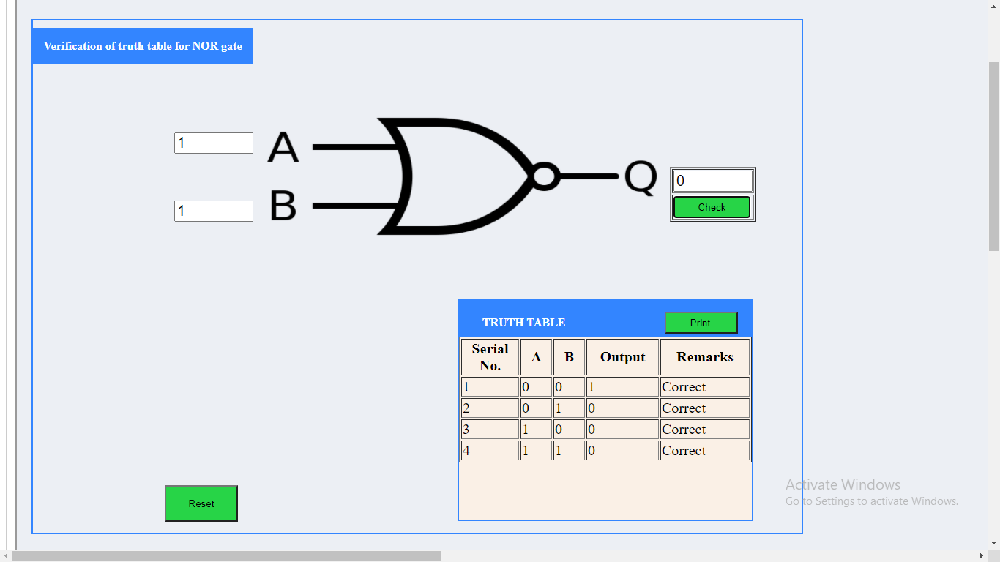 Verification of truth table for NOR gate
1
A
Q
0
1
B
Check
TRUTH TABLE
Print
Serial No. A B Output Remarks
1 0 0 1 Correct
2 0 1 0 Correct
3 1 0 0 Correct
4 1 1 0 Correct
Reset
Activate Windows
Go to Settings to activate Windows.